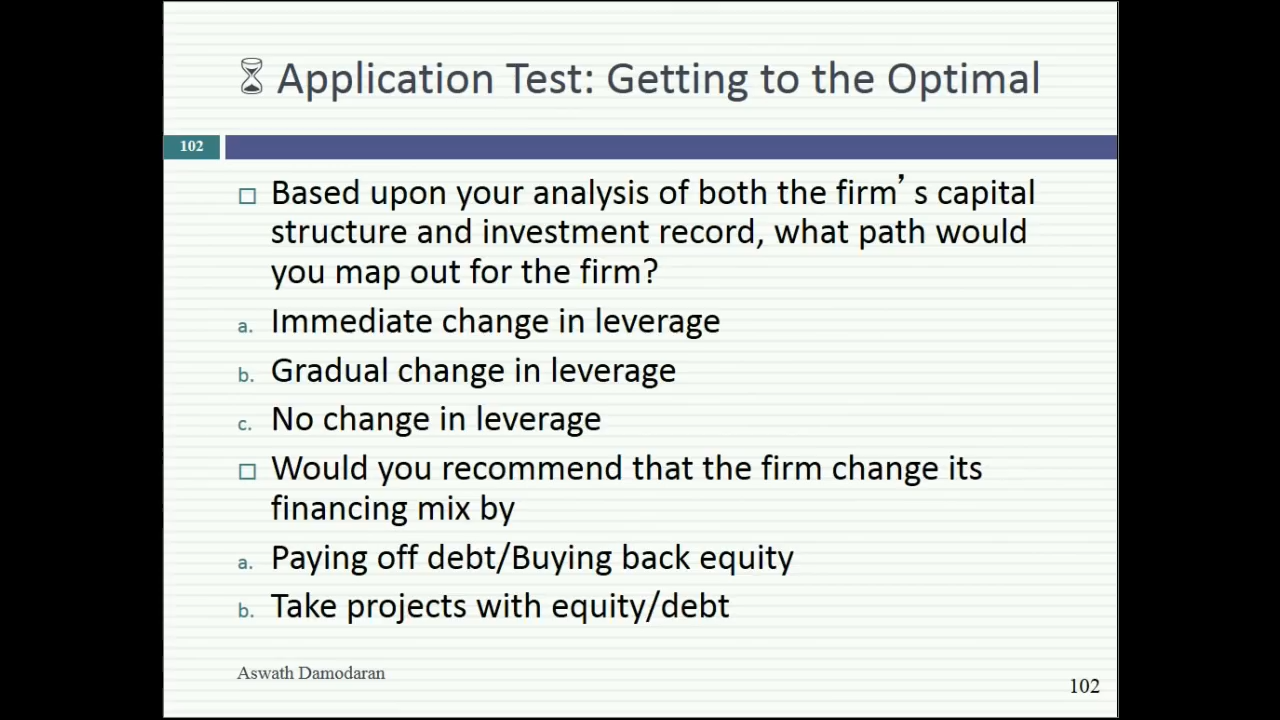 Application Test: Getting to the Optimal
102
Based upon your analysis of both the firm’s capital
structure and investment record, what path would
you map out for the firm?
a. Immediate change in leverage
b. Gradual change in leverage
c. No change in leverage
Would you recommend that the firm change its
financing mix by
a. Paying off debt/Buying back equity
b. Take projects with equity/debt
Aswath Damodaran
102